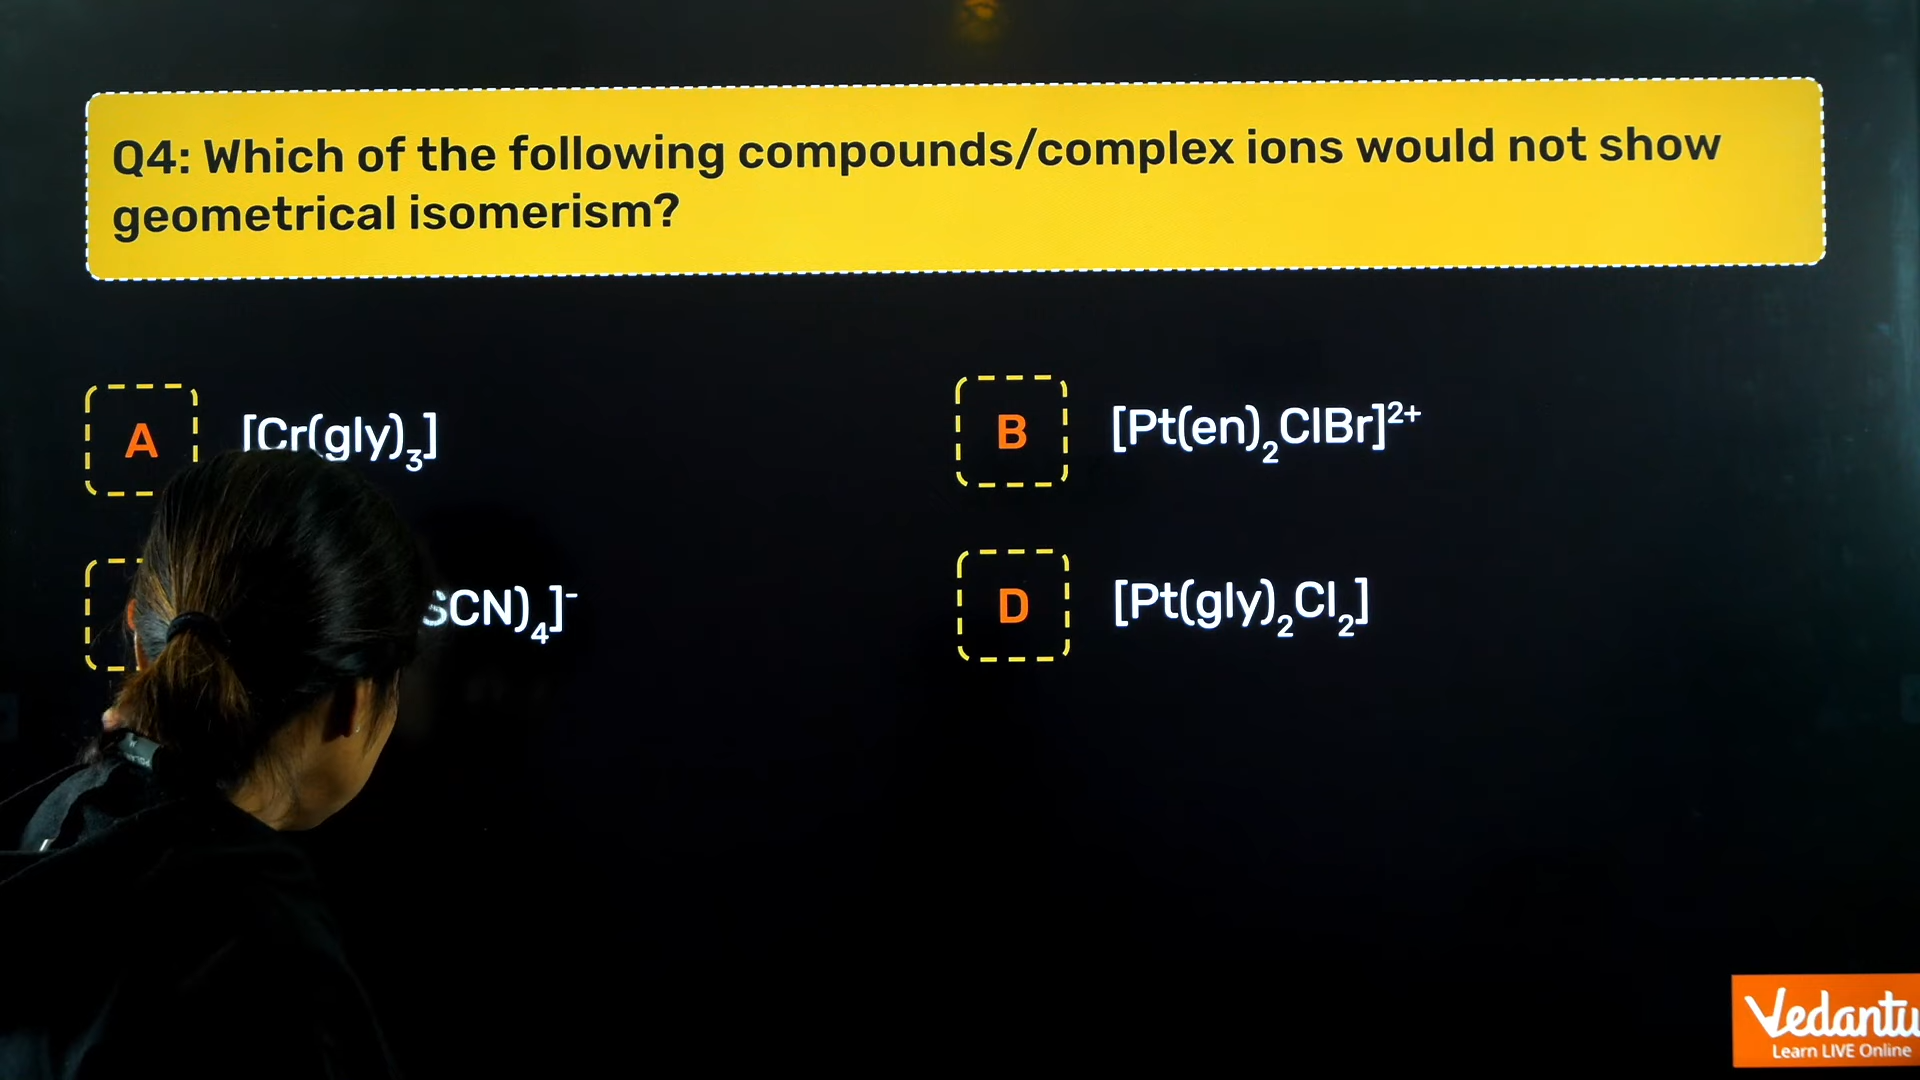 Q4: Which of the following compounds/complex ions would not show
geometrical isomerism?
A [Cr(gly)₃]
B [Pt(en)₂ClBr]²⁺
SCN)₄]⁻
D [Pt(gly)₂Cl₂]
Vedantu
Learn LIVE Online